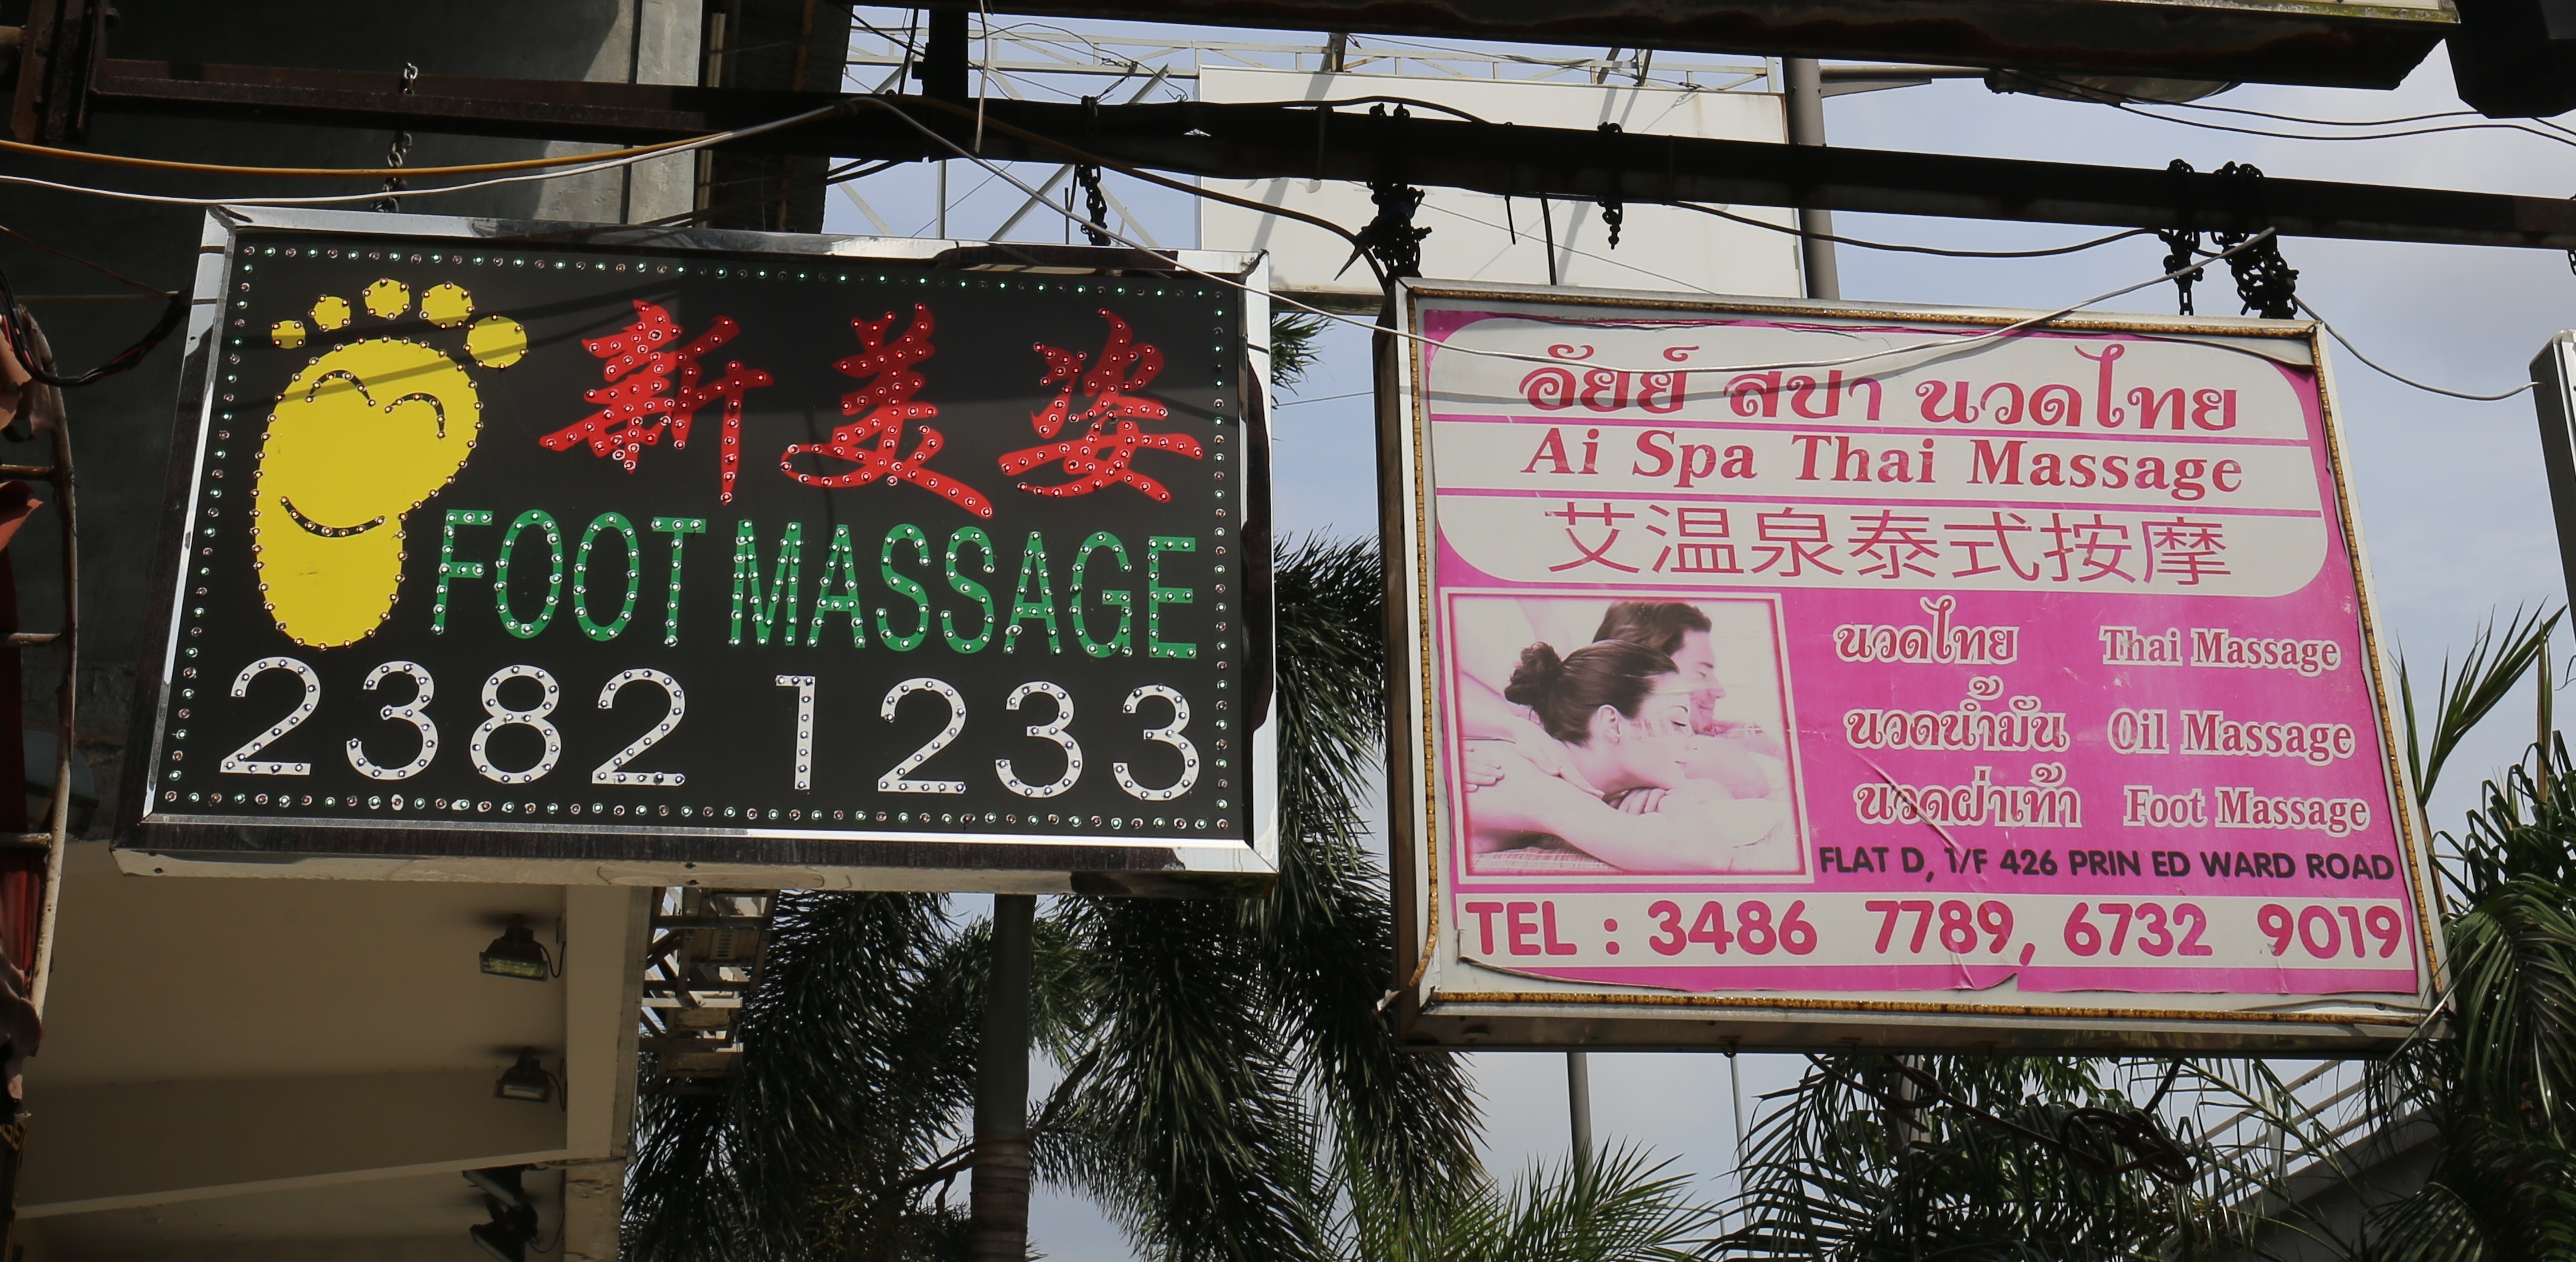 新美姿
FOOT MASSAGE
2382 1233
อัยย์ สปา นวดไทย
Ai Spa Thai Massage
艾温泉泰式按摩
นวดไทย Thai Massage
นวดน้ำมัน Oil Massage
นวดฝ่าเท้า Foot Massage
FLAT D, 1/F 426 PRIN ED WARD ROAD
TEL : 3486 7789, 6732 9019